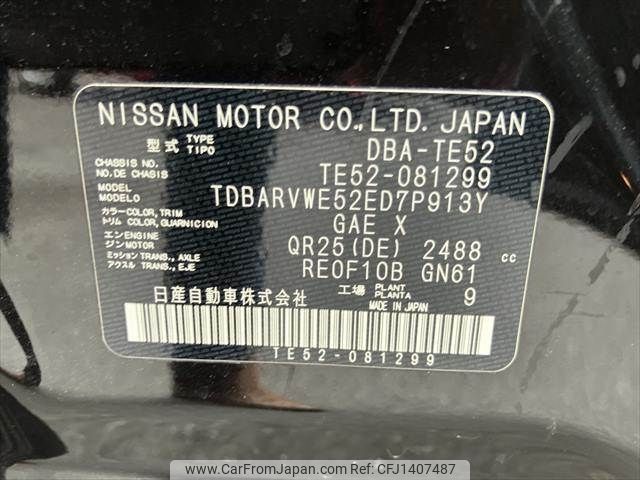 NISSAN MOTOR CO.,LTD. JAPAN
型式 TYPE TIPO DBA-TE52
CHASSIS NO. NO.DE CHASSIS TE52-081299
MODEL MODELO TDBARVWE52ED7P913Y
カラー COLOR, TRIM トリム COLOR, GUARNICION GAE X
エンジン ENGINE MOTOR QR25(DE) 2488 cc
ミッション TRANS., AXLE アクスル TRANS., EJE RE0F10B GN61
日産自動車株式会社 工場 PLANT PLANTA 9
MADE IN JAPAN
TE52-081299
www.CarFromJapan.com | Car ID: CFJ1407487